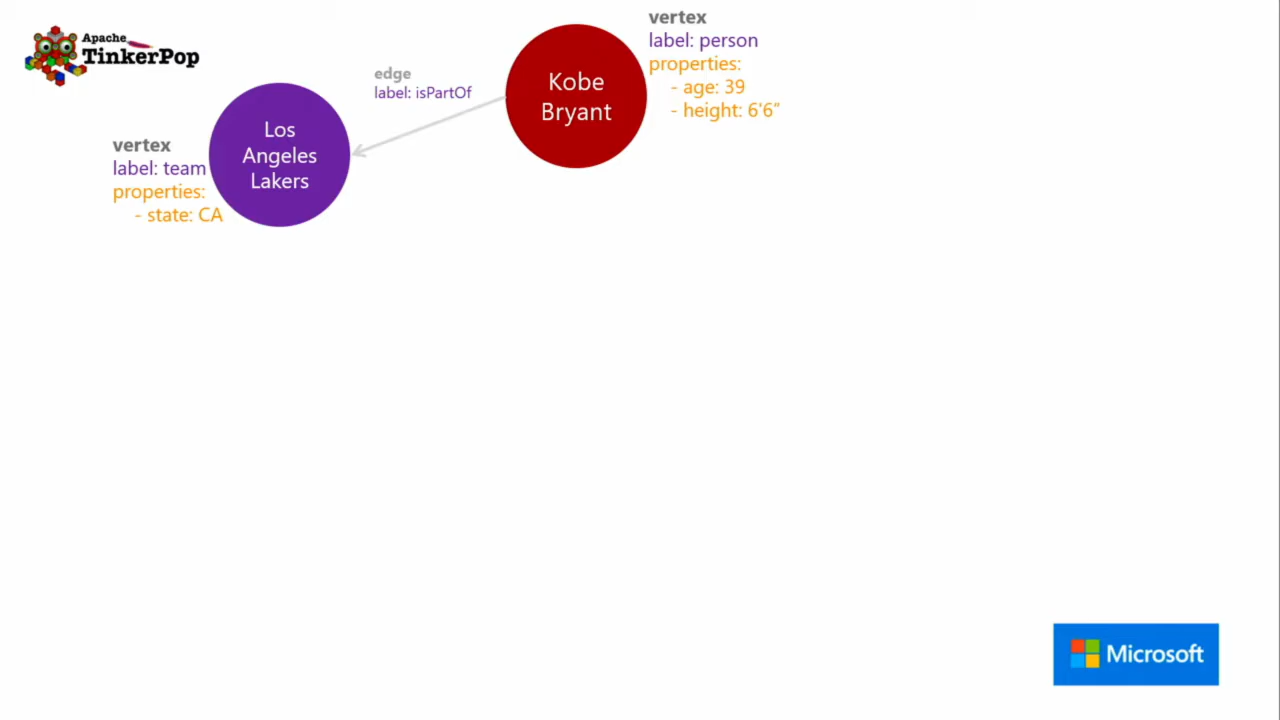 Apache
TinkerPop
edge
label: isPartOf
Kobe
Bryant
vertex
label: person
properties:
- age: 39
- height: 6'6”
vertex
label: team
properties:
- state: CA
Los
Angeles
Lakers
Microsoft